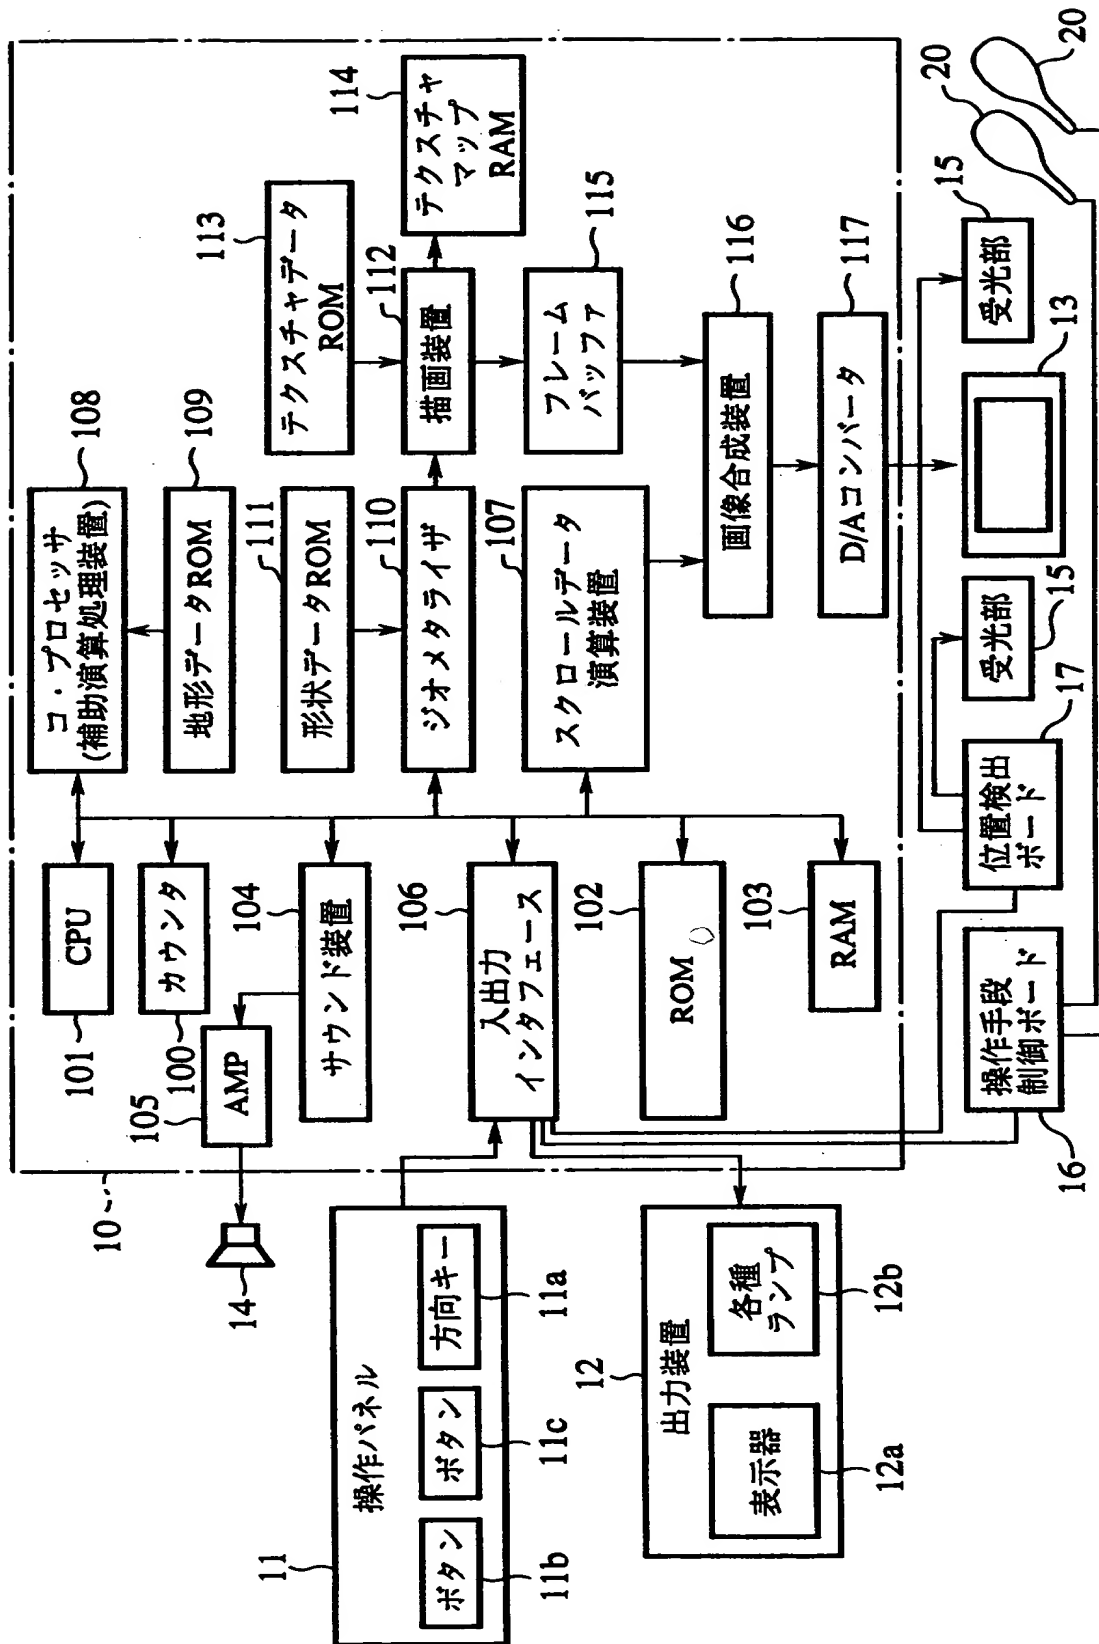 10
CPU
101
カウンタ
100
AMP
105
14
サウンド装置
104
入出力
インタフェース
106
ROM
102
RAM
103
コ・プロセッサ
(補助演算処理装置)
108
地形データROM
109
形状データROM
111
ジオメタライザ
110
スクロールデータ
演算装置
107
テクスチャデータ
ROM
113
描画装置
112
テクスチャ
マップ
RAM
114
フレーム
バッファ
115
画像合成装置
116
D/Aコンバータ
117
操作パネル
11
ボタン
11b
ボタン
11c
方向キー
11a
出力装置
12
表示器
12a
各種
ランプ
12b
操作手段
制御ボード
16
位置検出
ボード
17
受光部
15
13
受光部
15
20
20